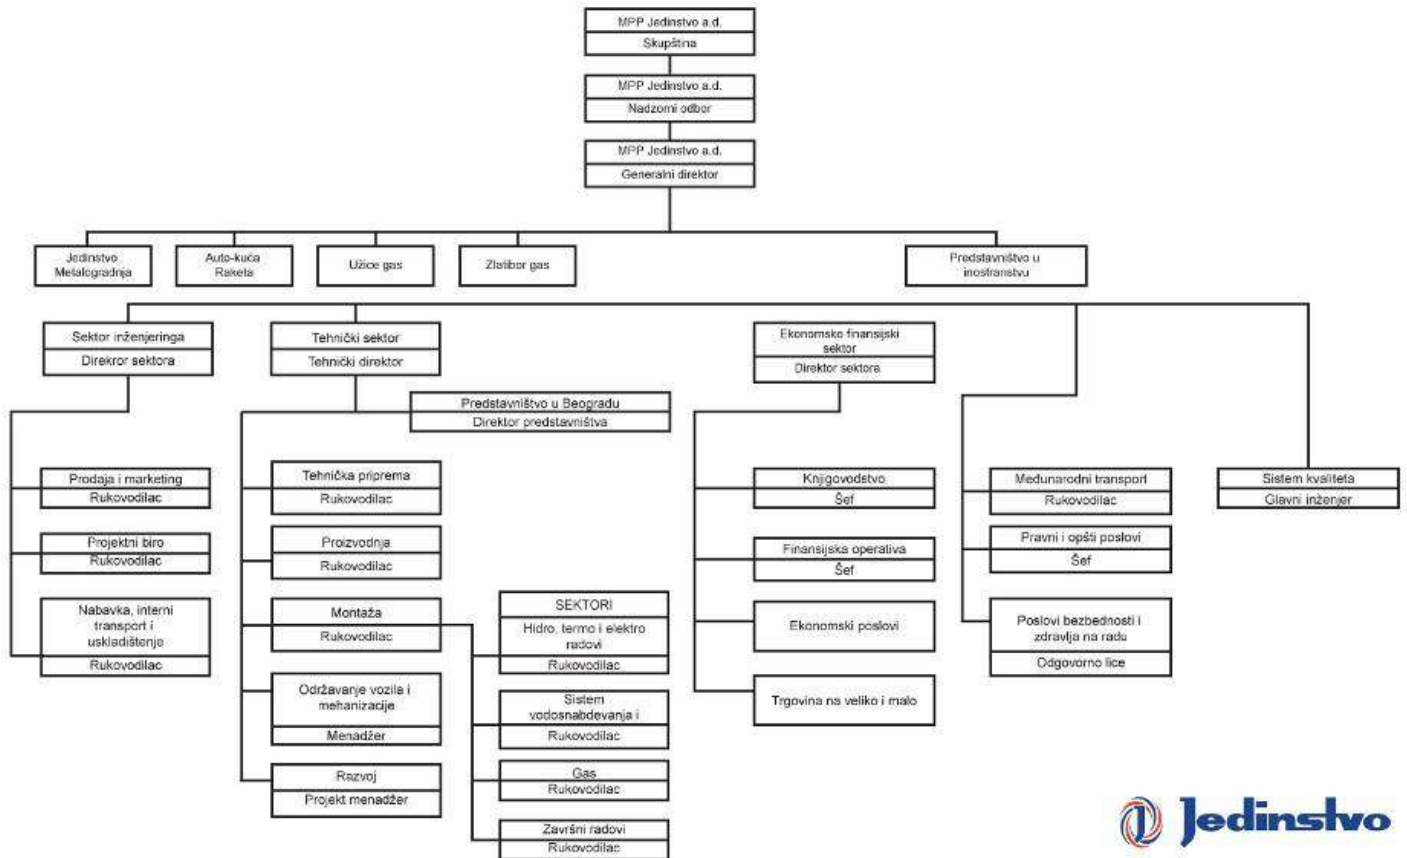 MPP Jedinstvo a.d.
Skupština
MPP Jedinstvo a.d.
Nadzorni odbor
MPP Jedinstvo a.d.
Generalni direktor
Jedinstvo
Metalogradnja
Auto-kuća
Raketa
Užice gas
Zlatibor gas
Predstavništvo u
inostranstvu
Sektor inženjeringa
Direkror sektora
Tehnički sektor
Tehnički direktor
Ekonomsko finansijski
sektor
Direktor sektora
Predstavništvo u Beogradu
Direktor predstavništva
Prodaja i marketing
Rukovodilac
Projektni biro
Rukovodilac
Nabavka, interni
transport i
uskladištenje
Rukovodilac
Tehnička priprema
Rukovodilac
Proizvodnja
Rukovodilac
Montaža
Rukovodilac
Održavanje vozila i
mehanizacije
Menadžer
Razvoj
Projekt menadžer
SEKTORI
Hidro, termo i elektro
radovi
Rukovodilac
Sistem
vodosnabdevanja i
Rukovodilac
Gas
Rukovodilac
Završni radovi
Rukovodilac
Knjigovodstvo
Šef
Finansijska operativa
Šef
Ekonomski poslovi
Trgovina na veliko i malo
Međunarodni transport
Rukovodilac
Pravni i opšti poslovi
Šef
Poslovi bezbednosti i
zdravlja na radu
Odgovorno lice
Sistem kvaliteta
Glavni inženjer
Jedinstvo